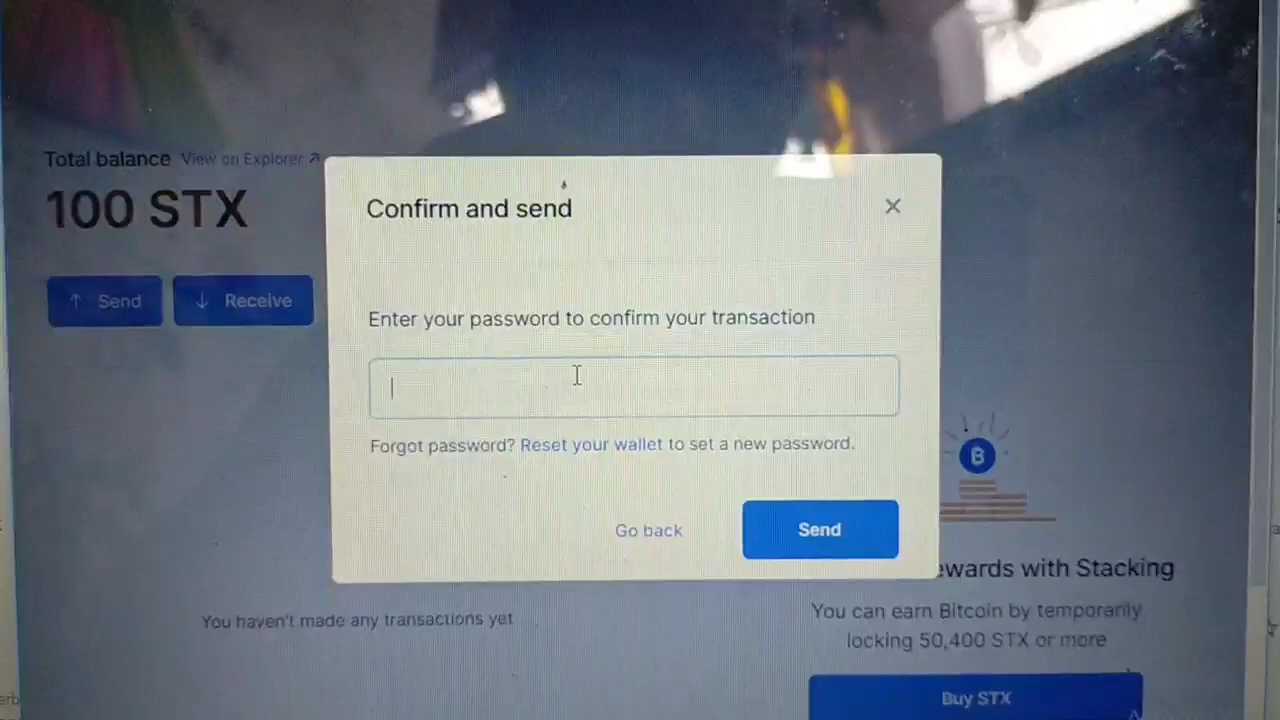 Total balance View on Explorer ↗
100 STX
↑ Send
↓ Receive
Confirm and send
Enter your password to confirm your transaction
Forgot password? Reset your wallet to set a new password.
Go back
Send
You haven't made any transactions yet
ewards with Stacking
You can earn Bitcoin by temporarily
locking 50,400 STX or more
Buy STX